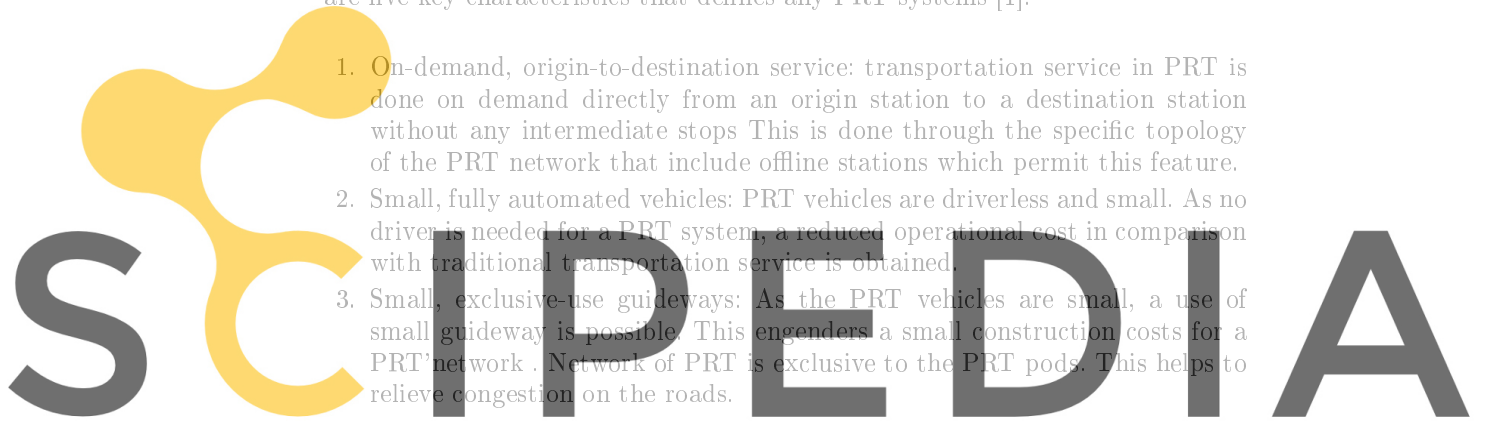 are five key characteristics that defines any PRT systems [1].
1. On-demand, origin-to-destination service: transportation service in PRT is
done on demand directly from an origin station to a destination station
without any intermediate stops This is done through the specific topology
of the PRT network that include offline stations which permit this feature.
2. Small, fully automated vehicles: PRT vehicles are driverless and small. As no
driver is needed for a PRT system, a reduced operational cost in comparison
with traditional transportation service is obtained.
3. Small, exclusive-use guideways: As the PRT vehicles are small, a use of
small guideway is possible. This engenders a small construction costs for a
PRT'network . Network of PRT is exclusive to the PRT pods. This helps to
relieve congestion on the roads.
SCIPEDIA